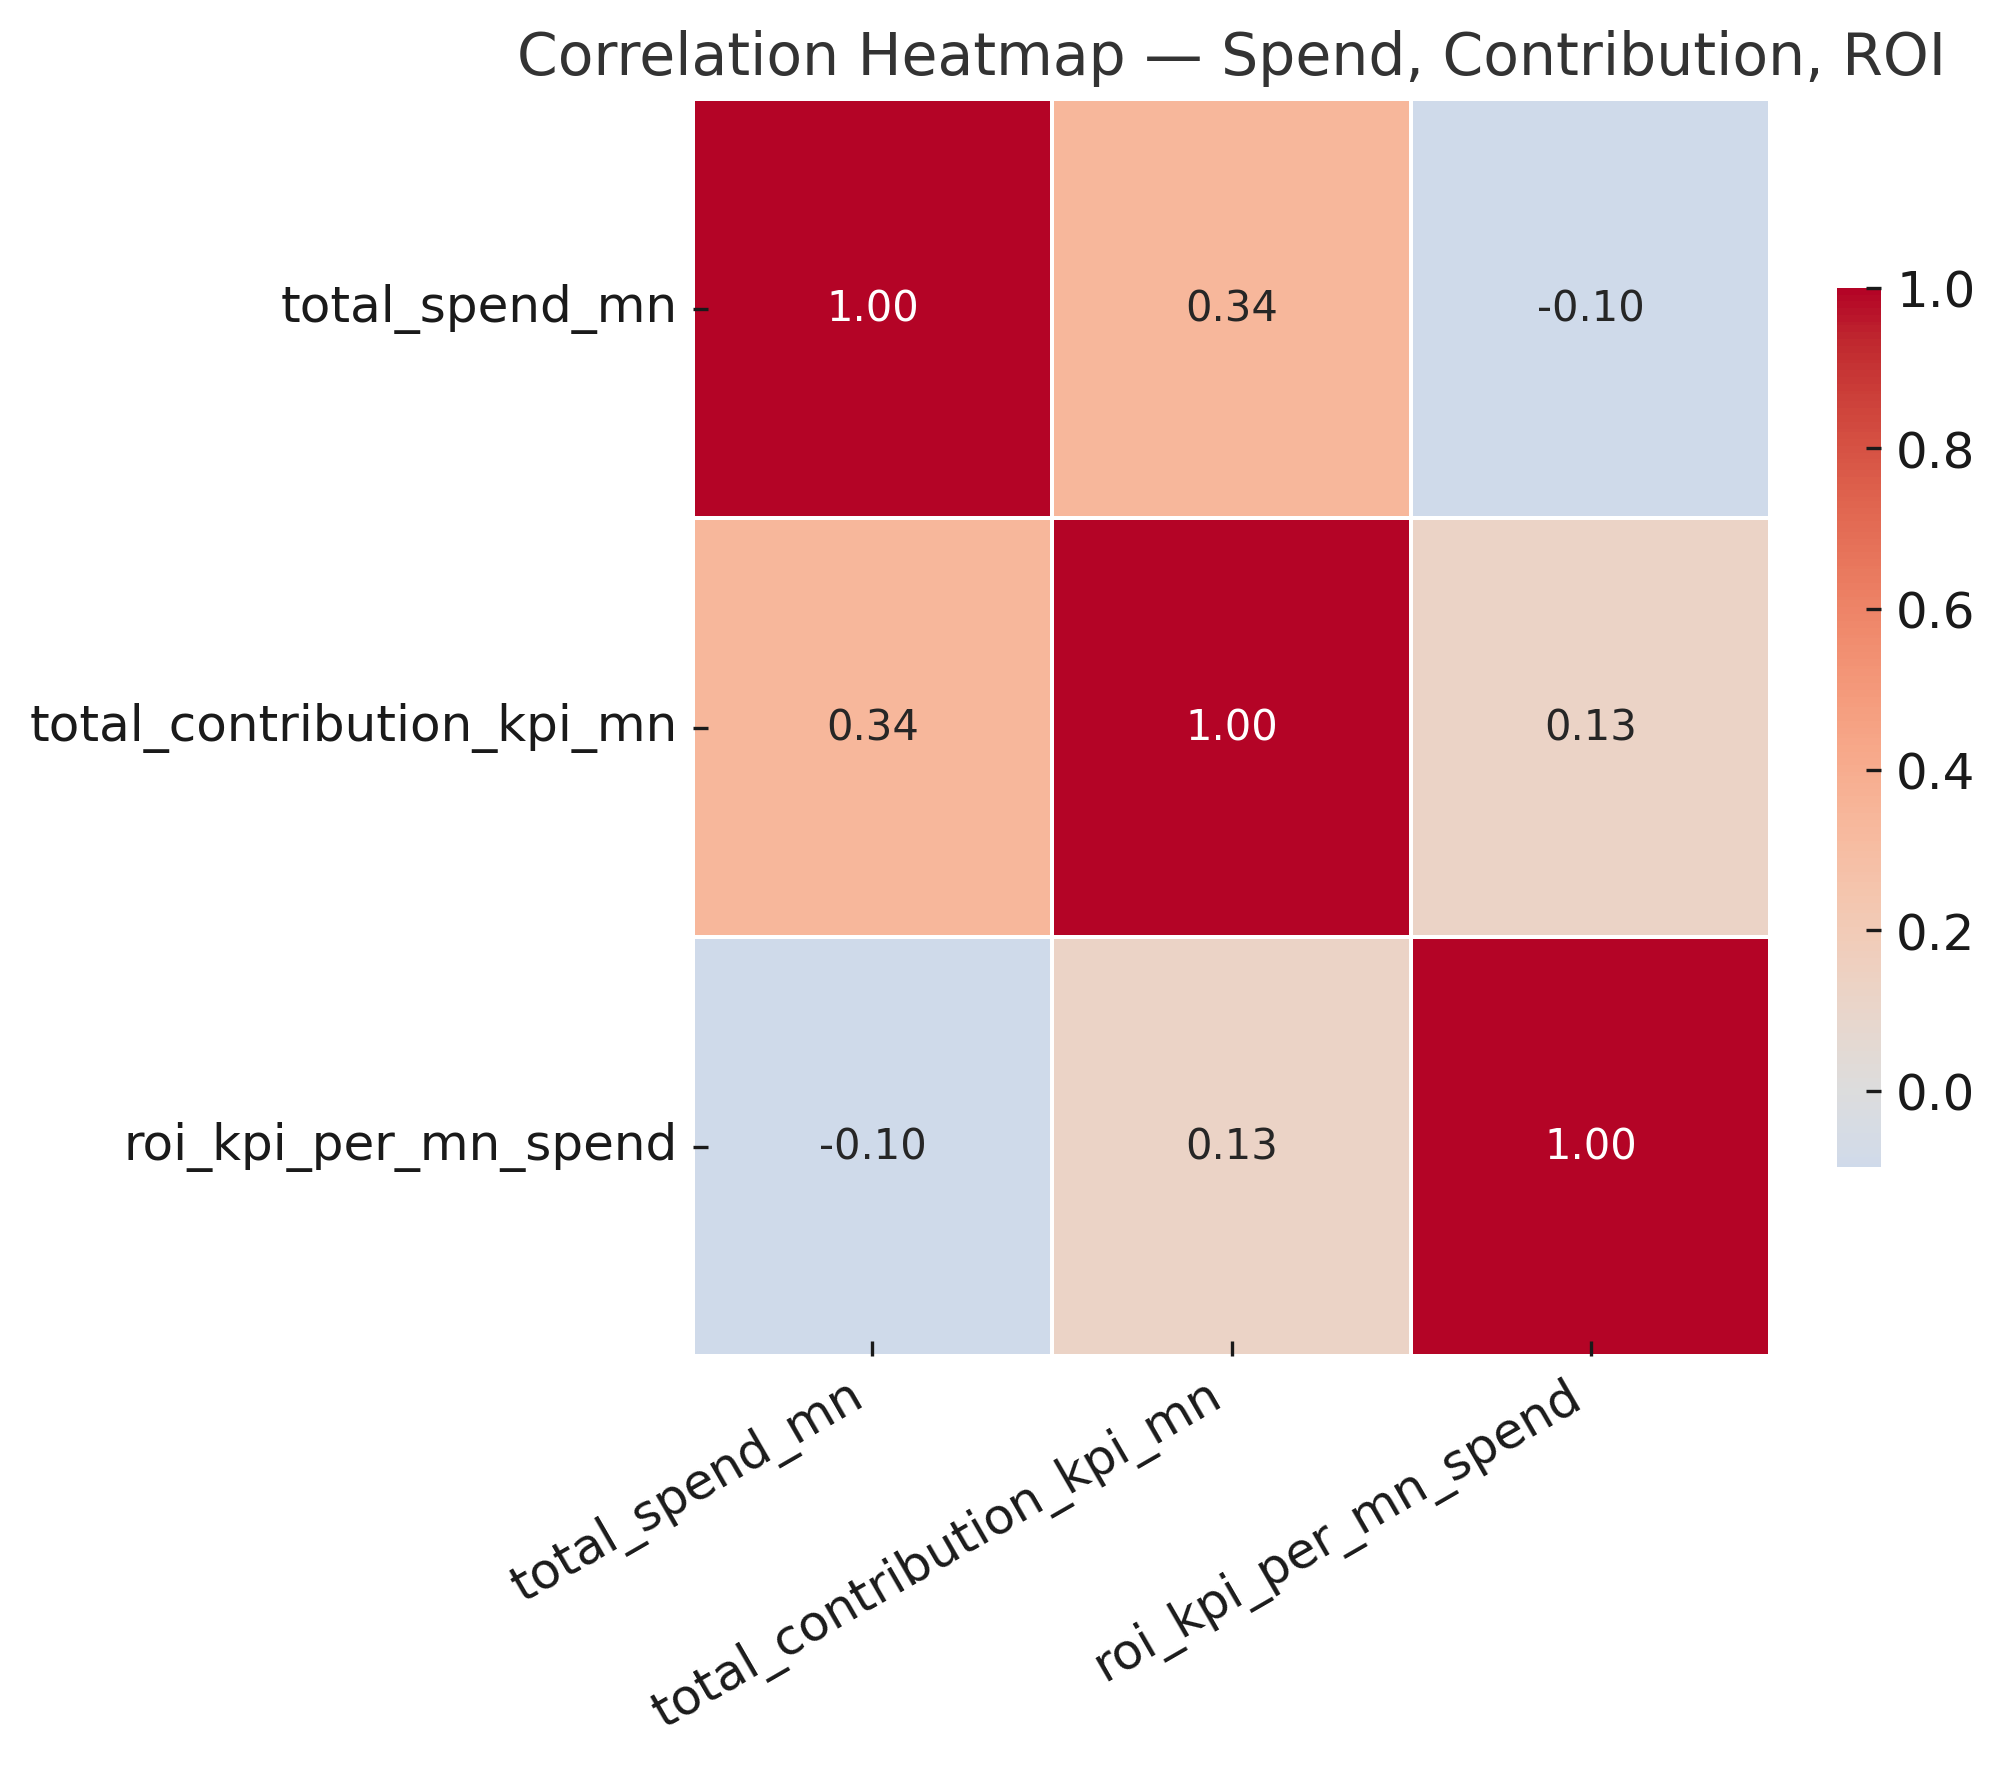 Correlation Heatmap — Spend, Contribution, ROI
total_spend_mn
1.00
0.34
-0.10
total_contribution_kpi_mn
0.34
1.00
0.13
roi_kpi_per_mn_spend
-0.10
0.13
1.00
total_spend_mn
total_contribution_kpi_mn
roi_kpi_per_mn_spend
1.0
0.8
0.6
0.4
0.2
0.0